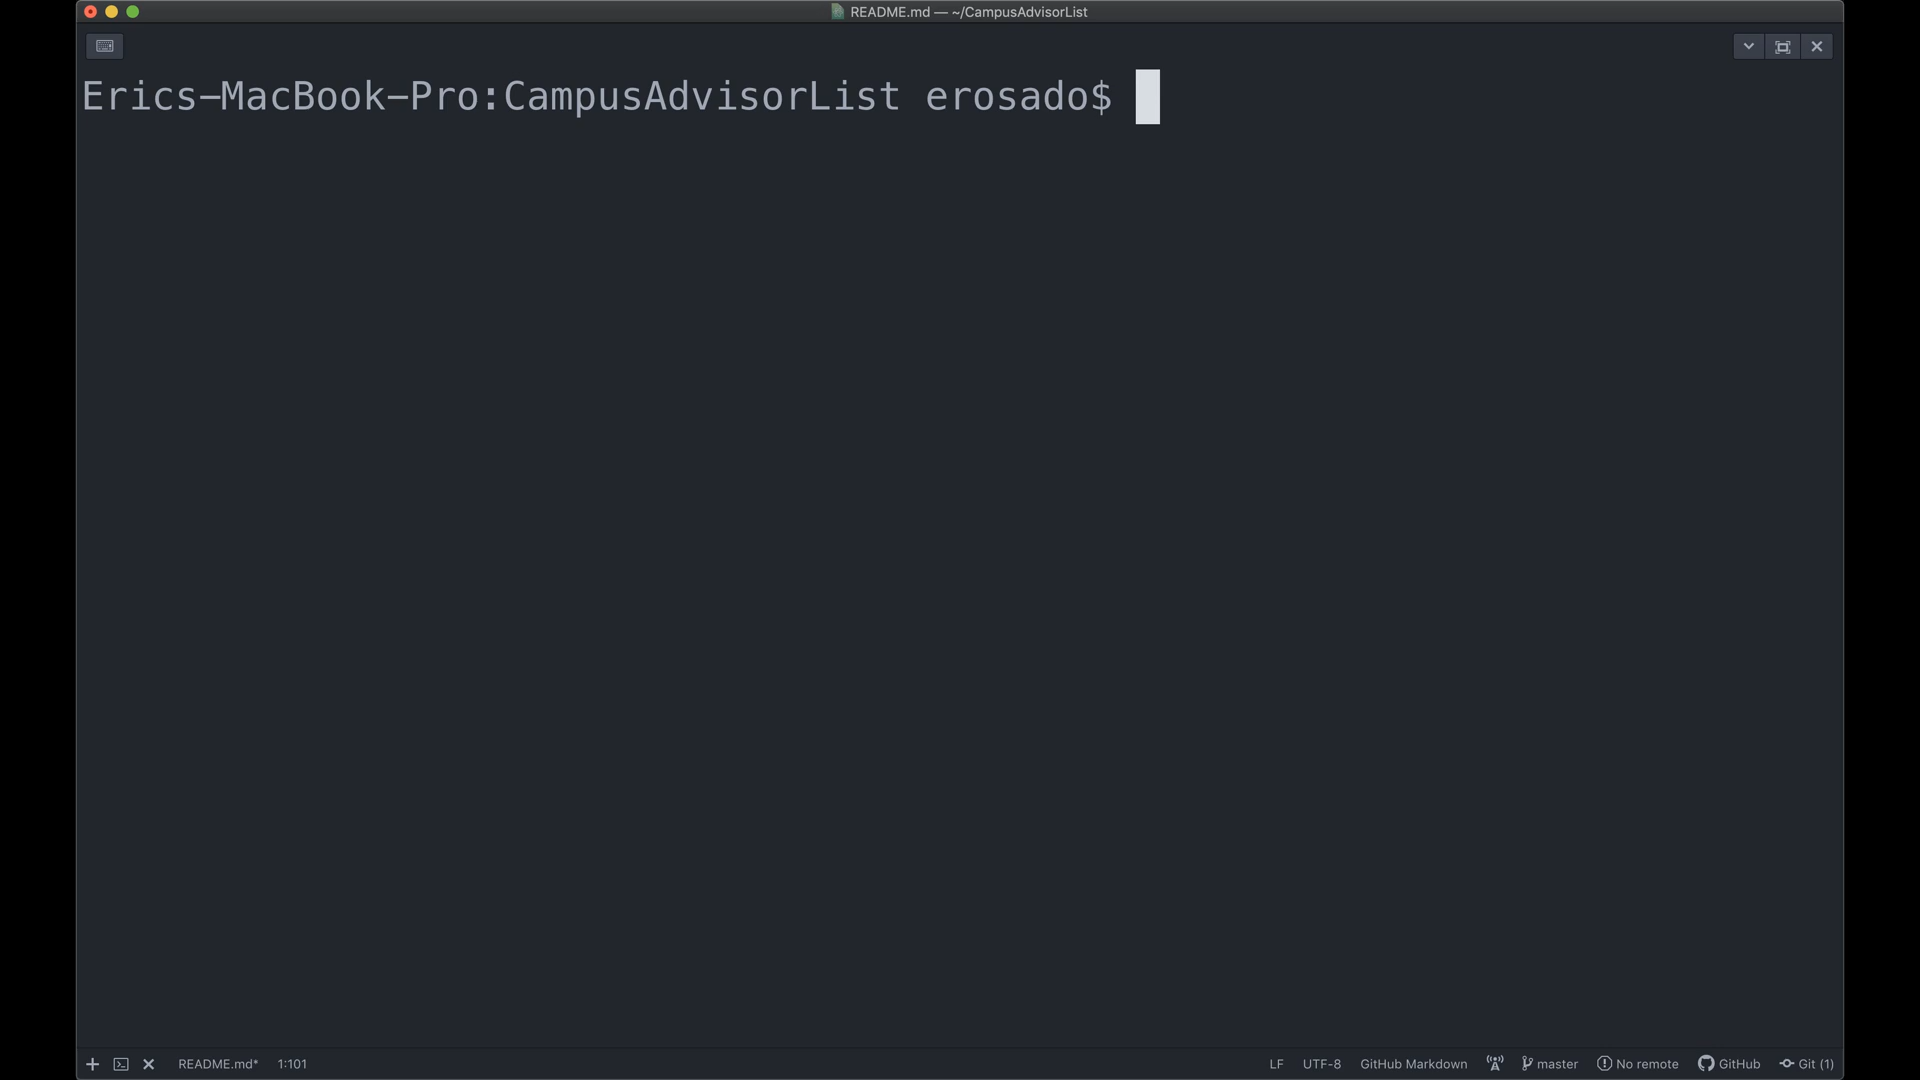 README.md — ~/CampusAdvisorList
Erics-MacBook-Pro:CampusAdvisorList erosado$
README.md* 1:101 LF UTF-8 GitHub Markdown master No remote GitHub Git (1)